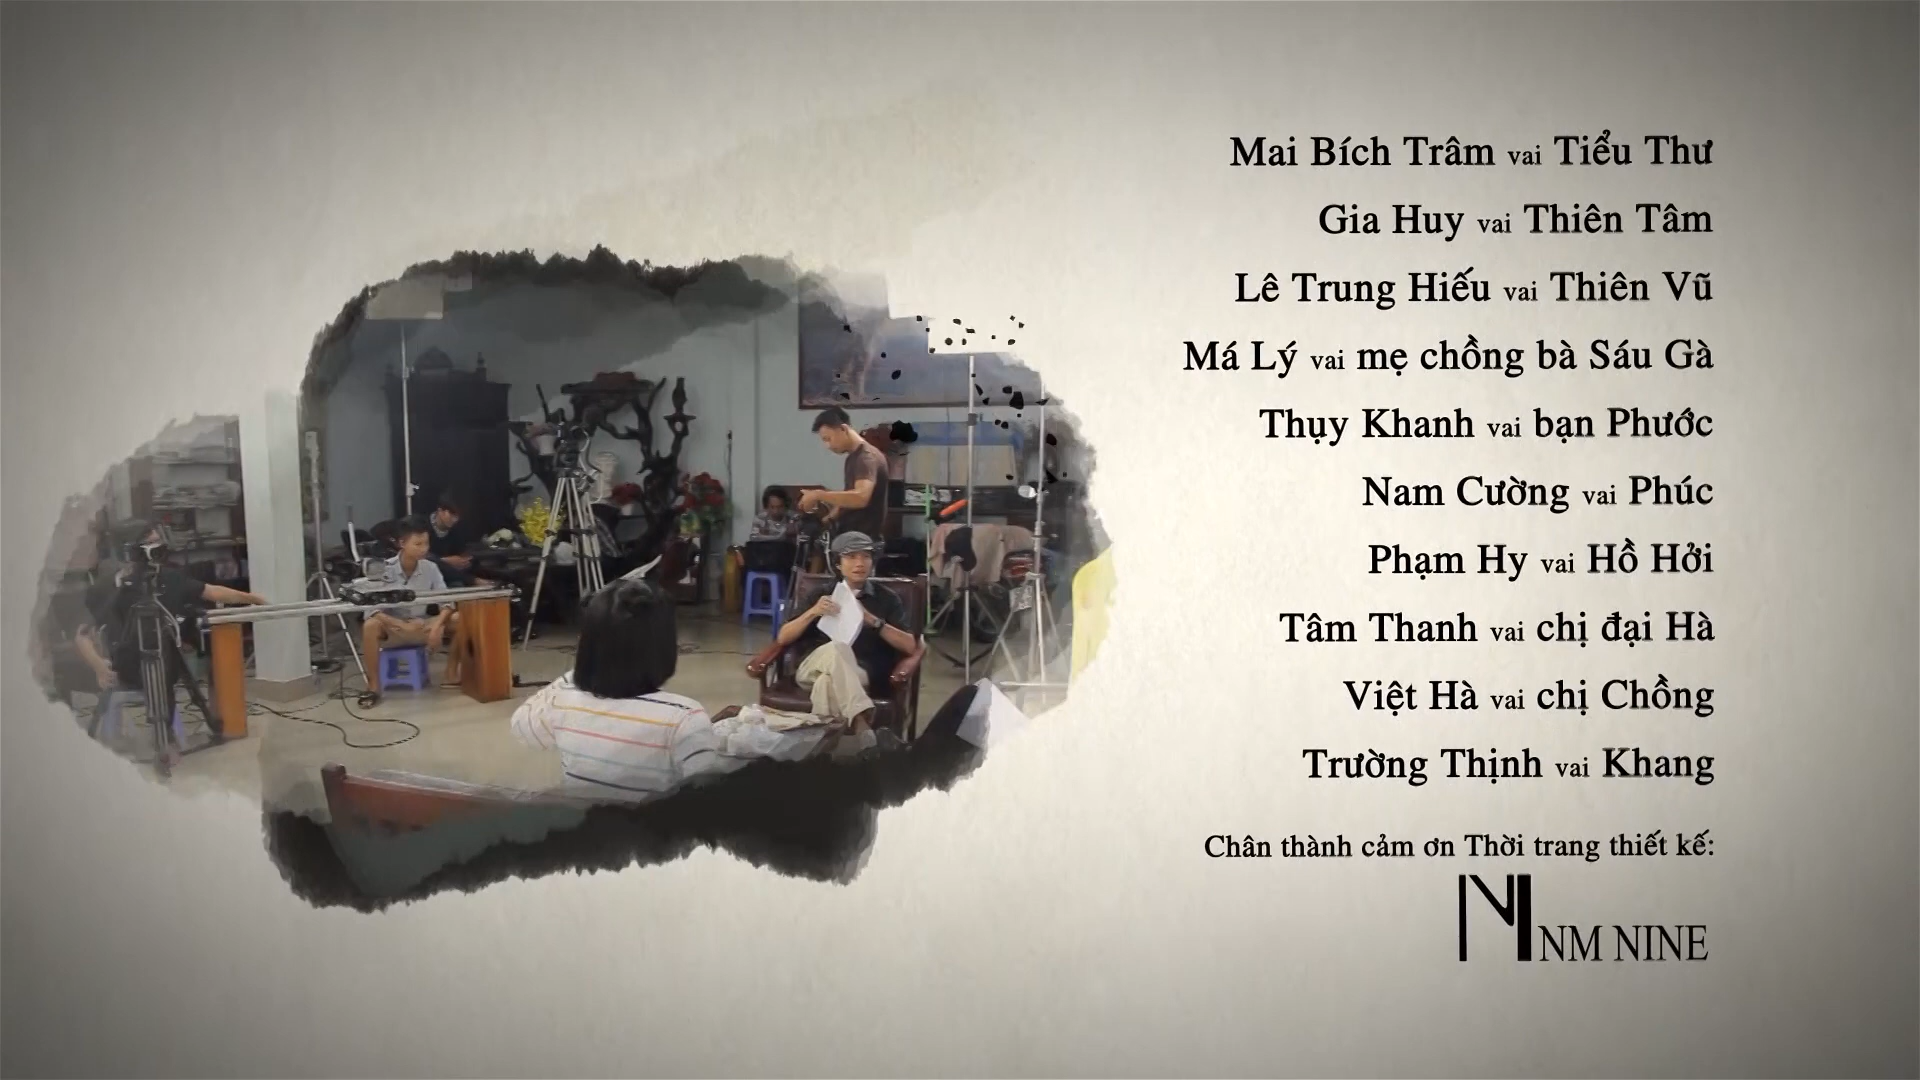 Mai Bích Trâm vai Tiểu Thư
Gia Huy vai Thiên Tâm
Lê Trung Hiếu vai Thiên Vũ
Má Lý vai mẹ chồng bà Sáu Gà
Thụy Khanh vai bạn Phước
Nam Cường vai Phúc
Phạm Hy vai Hồ Hởi
Tâm Thanh vai chị đại Hà
Việt Hà vai chị Chồng
Trường Thịnh vai Khang
Chân thành cảm ơn Thời trang thiết kế:
NM NINE